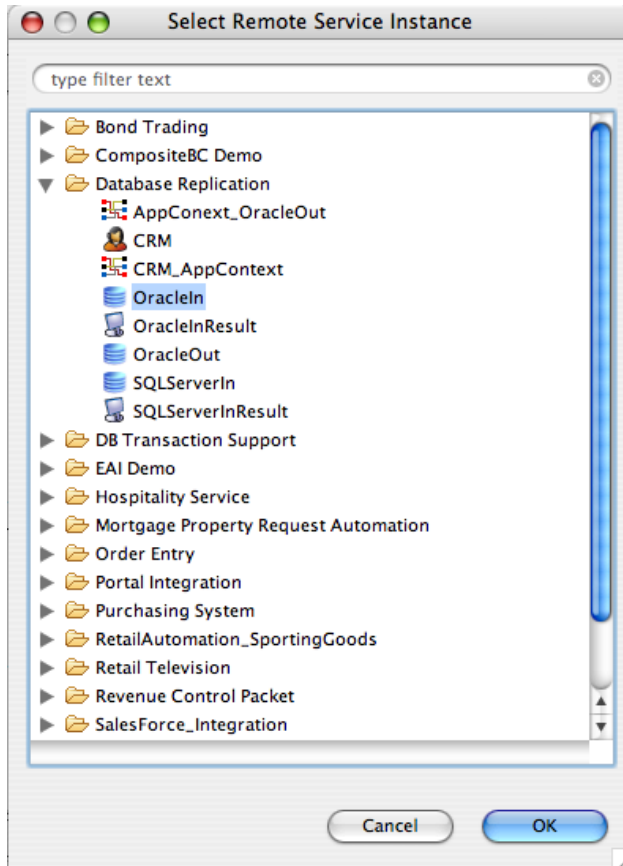 Select Remote Service Instance
type filter text
Bond Trading
CompositeBC Demo
Database Replication
AppConext_OracleOut
CRM
CRM_AppContext
OracleIn
OracleInResult
OracleOut
SQLServerIn
SQLServerInResult
DB Transaction Support
EAI Demo
Hospitality Service
Mortgage Property Request Automation
Order Entry
Portal Integration
Purchasing System
RetailAutomation_SportingGoods
Retail Television
Revenue Control Packet
SalesForce_Integration
Cancel OK